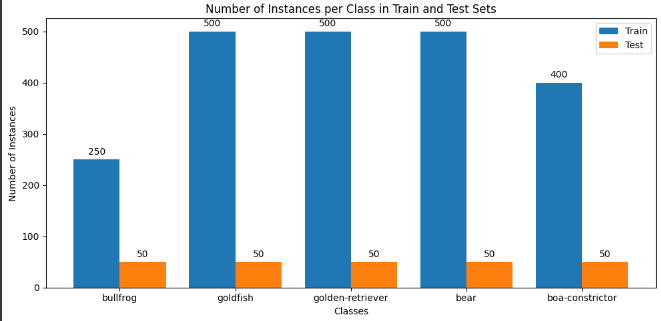 Number of Instances per Class in Train and Test Sets
500 500 500
500
Train
Test
400
400
300
250
Number of Instances
200
100
50 50 50 50 50
0
bullfrog goldfish golden-retriever bear boa-constrictor
Classes